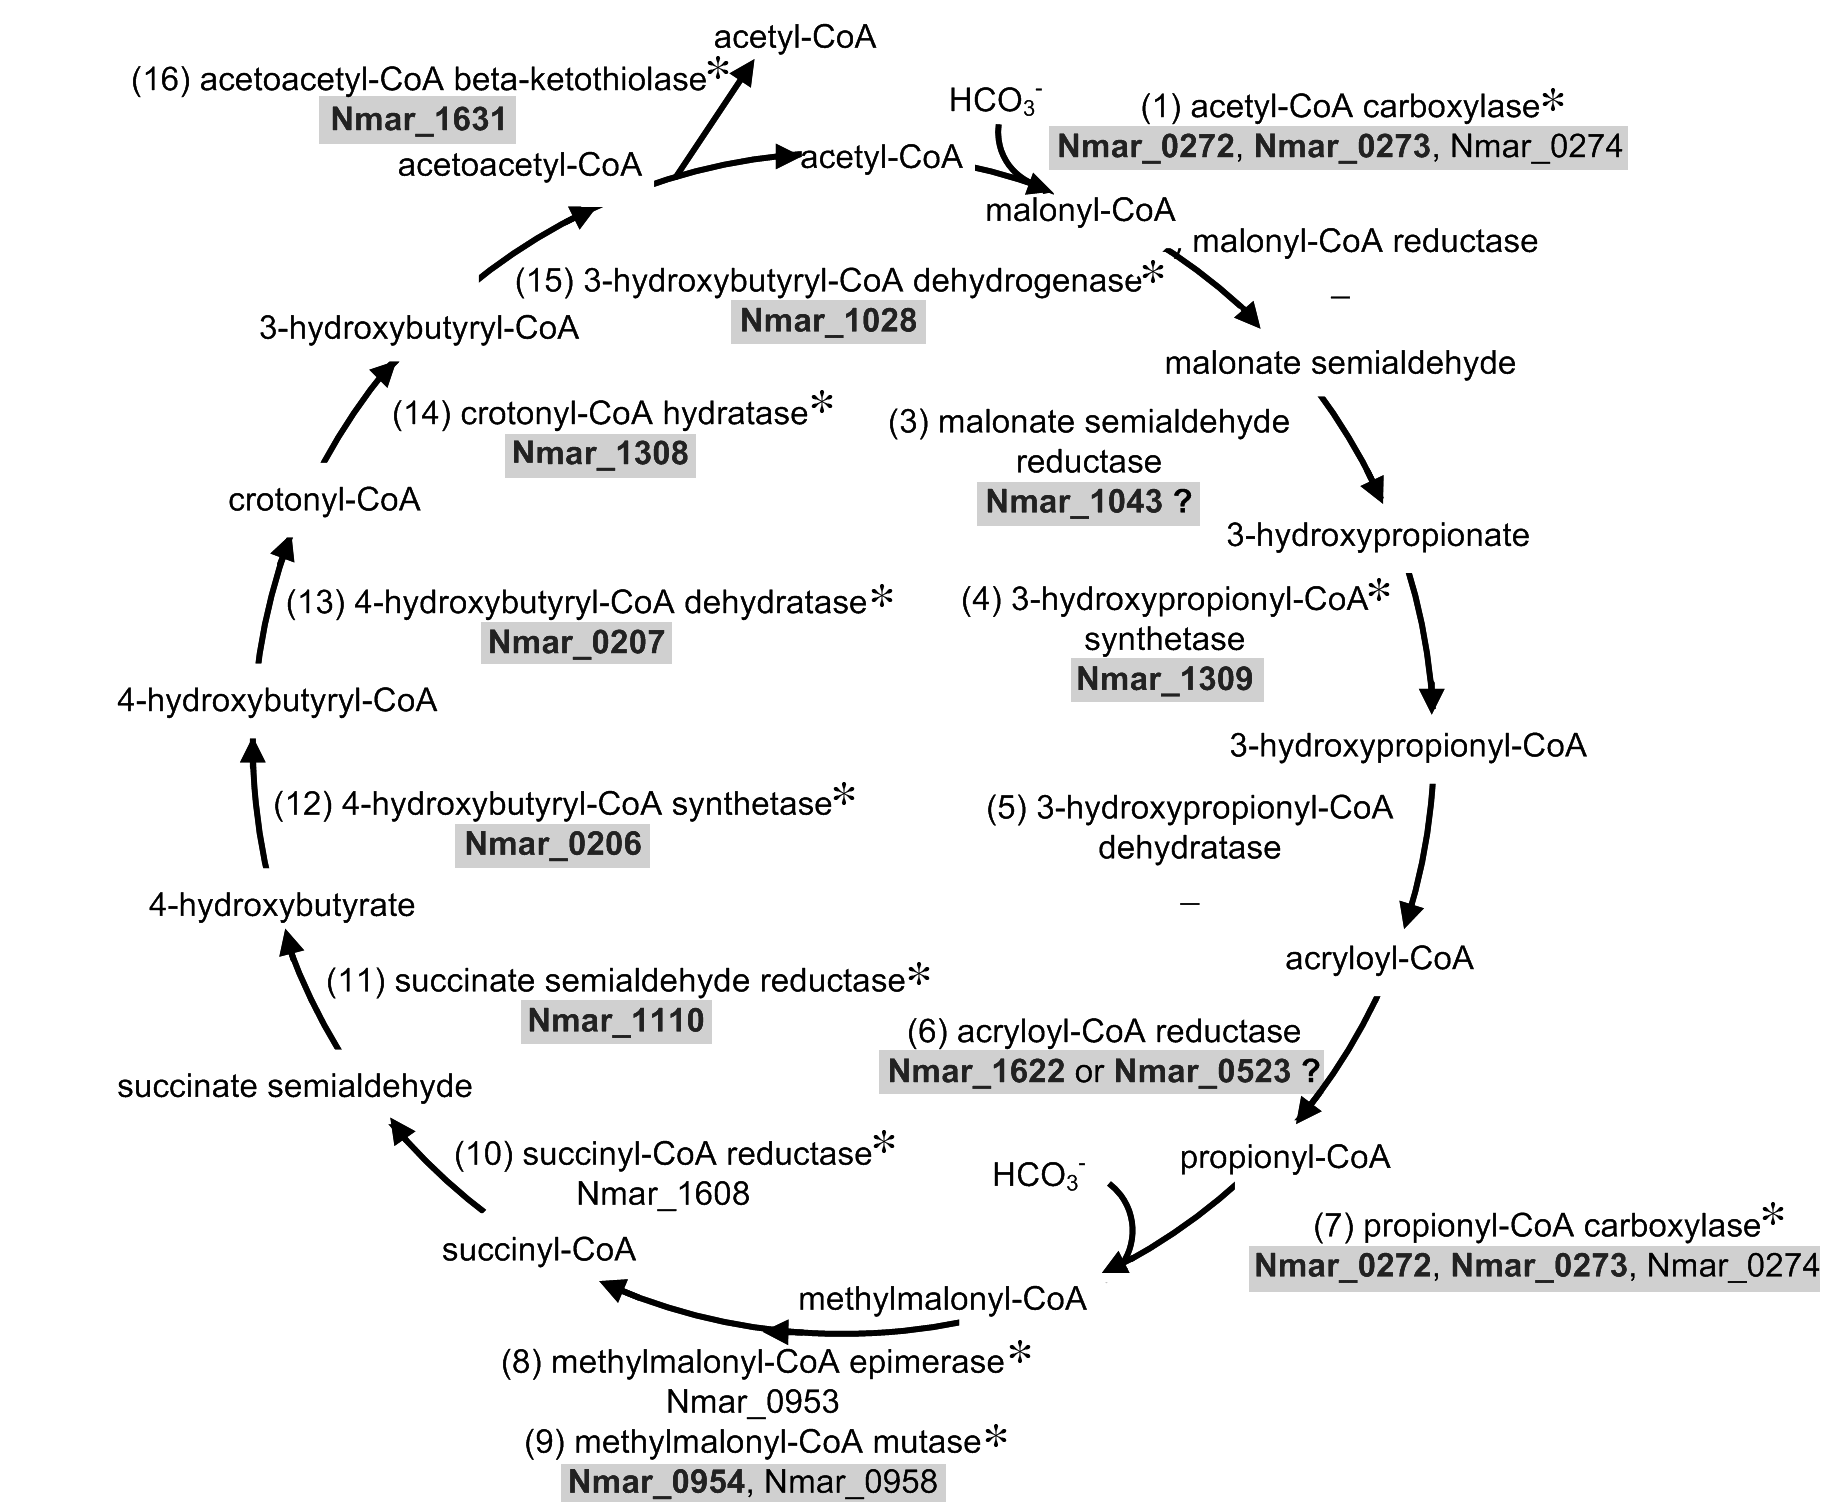 acetyl-CoA
(16) acetoacetyl-CoA beta-ketothiolase*
Nmar_1631
acetoacetyl-CoA
acetyl-CoA
HCO3-
(1) acetyl-CoA carboxylase*
Nmar_0272, Nmar_0273, Nmar_0274
malonyl-CoA
malonyl-CoA reductase
–
(15) 3-hydroxybutyryl-CoA dehydrogenase*
Nmar_1028
3-hydroxybutyryl-CoA
malonate semialdehyde
(14) crotonyl-CoA hydratase*
Nmar_1308
(3) malonate semialdehyde
reductase
Nmar_1043 ?
crotonyl-CoA
3-hydroxypropionate
(13) 4-hydroxybutyryl-CoA dehydratase*
Nmar_0207
(4) 3-hydroxypropionyl-CoA*
synthetase
Nmar_1309
4-hydroxybutyryl-CoA
3-hydroxypropionyl-CoA
(12) 4-hydroxybutyryl-CoA synthetase*
Nmar_0206
(5) 3-hydroxypropionyl-CoA
dehydratase
–
4-hydroxybutyrate
acryloyl-CoA
(11) succinate semialdehyde reductase*
Nmar_1110
(6) acryloyl-CoA reductase
Nmar_1622 or Nmar_0523 ?
succinate semialdehyde
propionyl-CoA
(10) succinyl-CoA reductase*
Nmar_1608
HCO3-
(7) propionyl-CoA carboxylase*
Nmar_0272, Nmar_0273, Nmar_0274
succinyl-CoA
methylmalonyl-CoA
(8) methylmalonyl-CoA epimerase*
Nmar_0953
(9) methylmalonyl-CoA mutase*
Nmar_0954, Nmar_0958